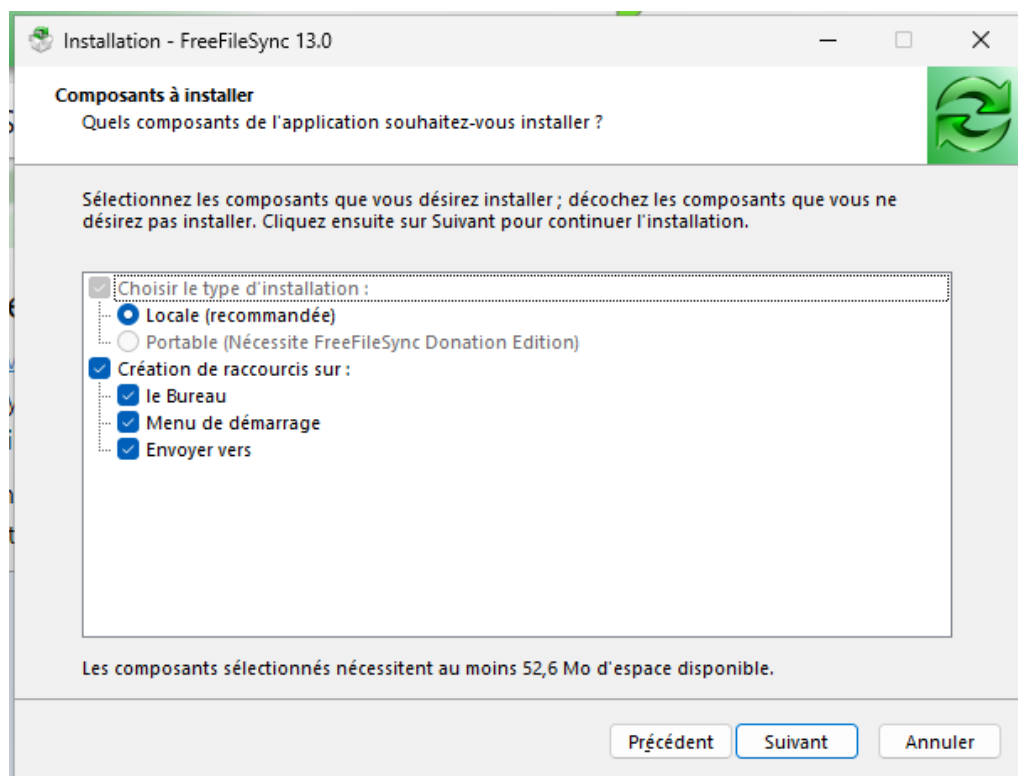 Installation - FreeFileSync 13.0
Composants à installer
Quels composants de l'application souhaitez-vous installer ?
Sélectionnez les composants que vous désirez installer ; décochez les composants que vous ne
désirez pas installer. Cliquez ensuite sur Suivant pour continuer l'installation.
Choisir le type d'installation :
Locale (recommandée)
Portable (Nécessite FreeFileSync Donation Edition)
Création de raccourcis sur :
le Bureau
Menu de démarrage
Envoyer vers
Les composants sélectionnés nécessitent au moins 52,6 Mo d'espace disponible.
Précédent
Suivant
Annuler